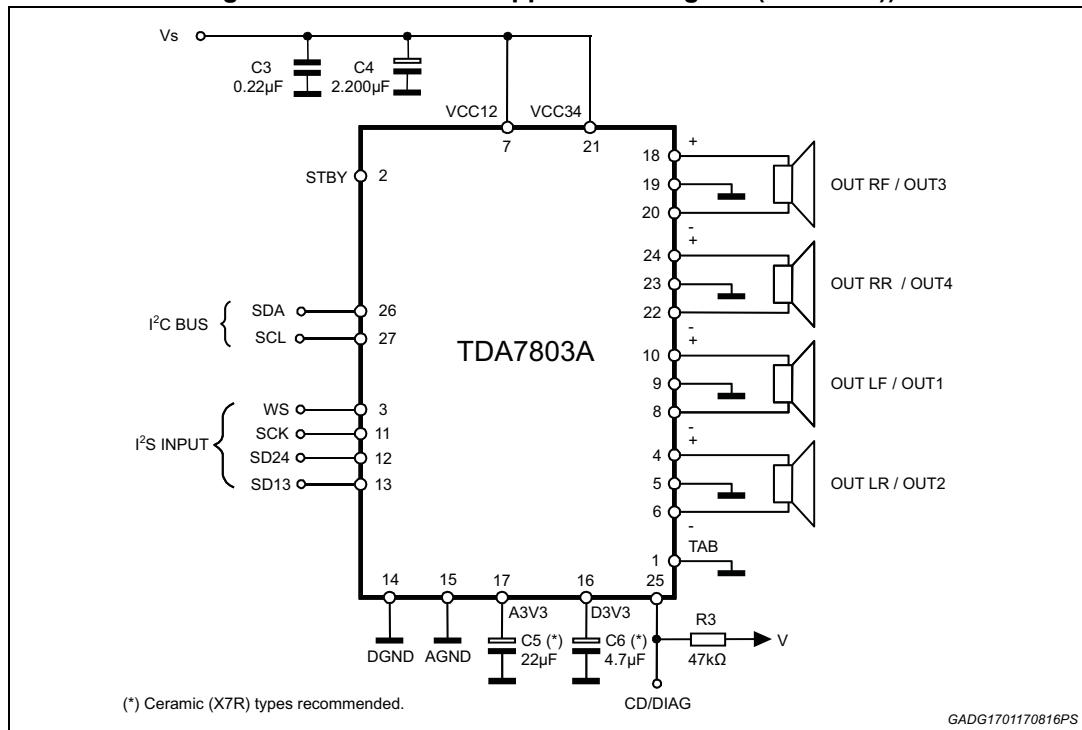 Vs
C3
0.22µF
C4
2.200µF
VCC12
VCC34
7
21
STBY
2
18
+
19
20
-
OUT RF / OUT3
+
24
23
22
-
OUT RR / OUT4
I²C BUS
SDA
26
SCL
27
TDA7803A
+
10
9
8
-
OUT LF / OUT1
I²S INPUT
WS
3
SCK
11
SD24
12
SD13
13
+
4
5
6
-
OUT LR / OUT2
TAB
1
14
15
17
16
25
A3V3
D3V3
DGND
AGND
C5 (*)
22µF
C6 (*)
4.7µF
R3
47kΩ
V
CD/DIAG
(*) Ceramic (X7R) types recommended.
GADG1701170816PS